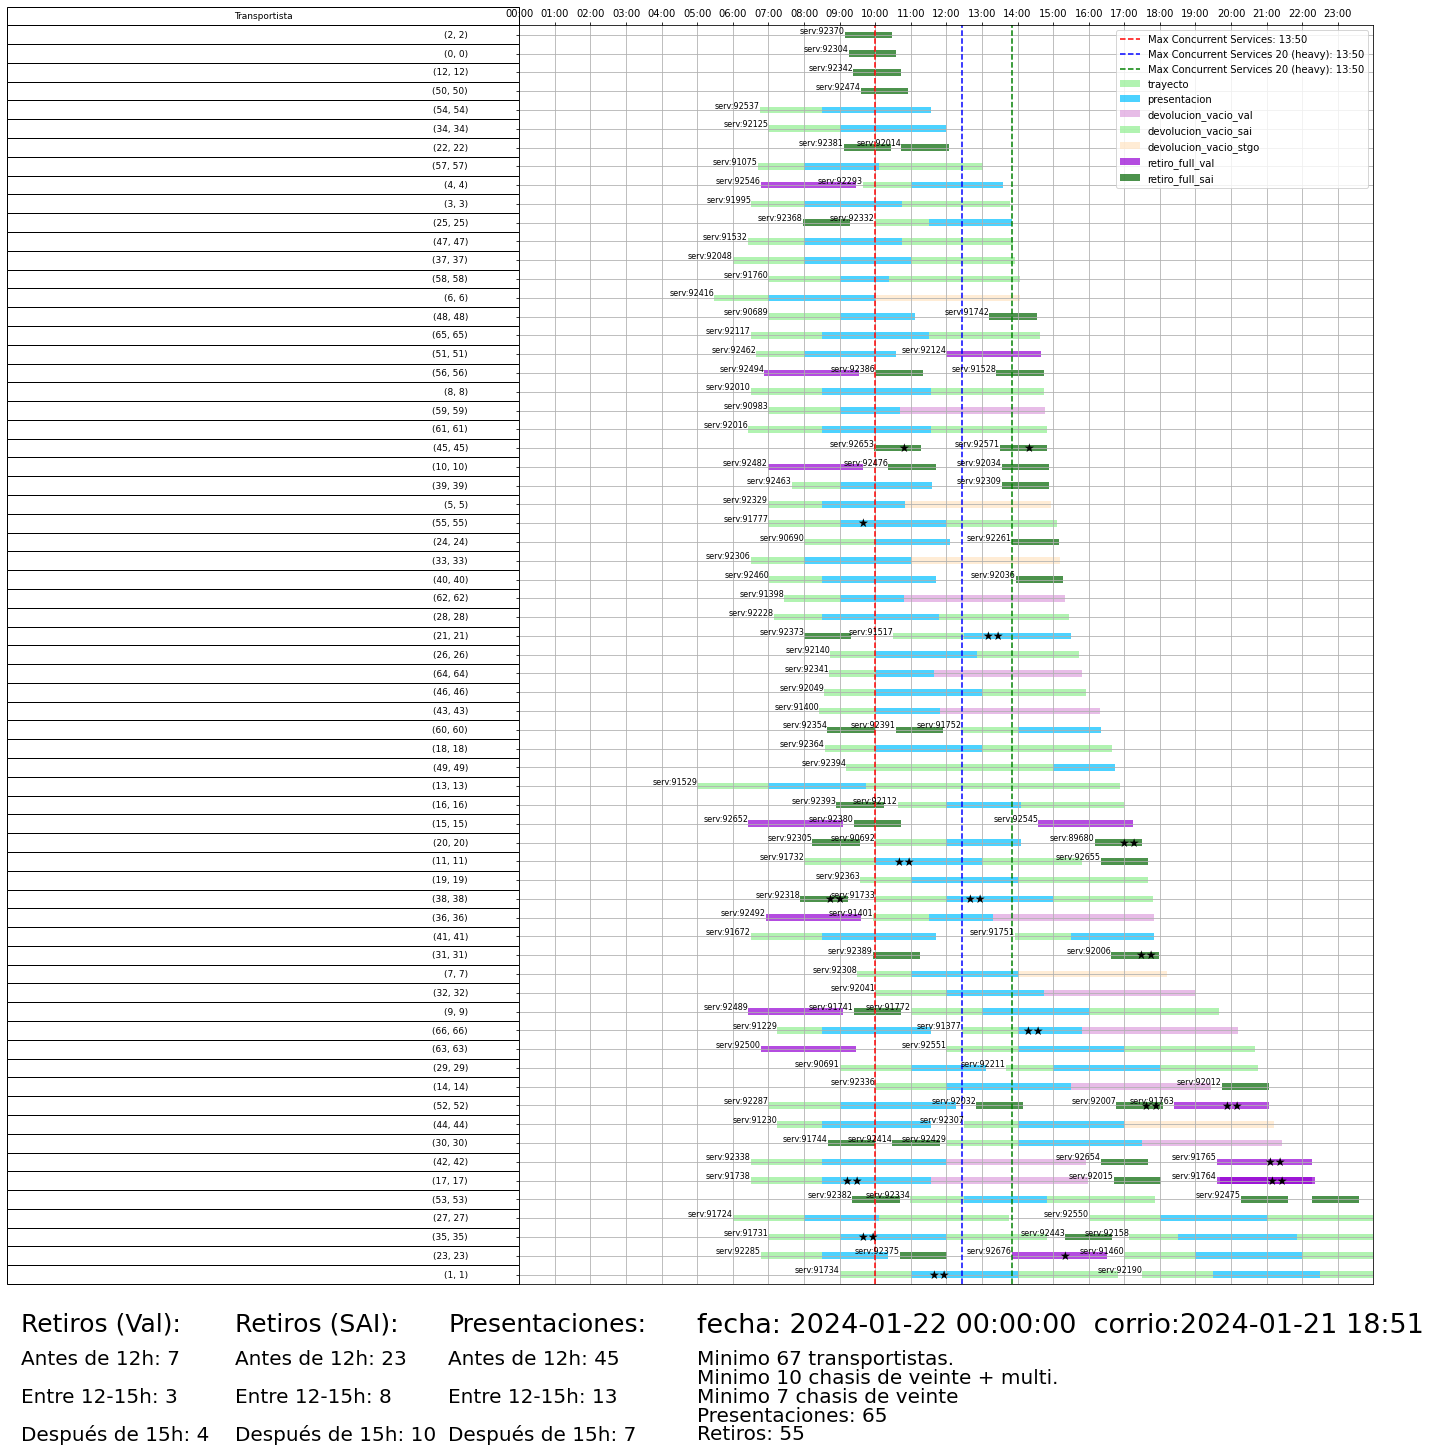 Transportista
00:00 01:00 02:00 03:00 04:00 05:00 06:00 07:00 08:00 09:00 10:00 11:00 12:00 13:00 14:00 15:00 16:00 17:00 18:00 19:00 20:00 21:00 22:00 23:00
Max Concurrent Services: 13:50
Max Concurrent Services 20 (heavy): 13:50
Max Concurrent Services 20 (heavy): 13:50
trayecto
presentacion
devolucion_vacio_val
devolucion_vacio_sai
devolucion_vacio_stgo
retiro_full_val
retiro_full_sai
(2, 2) serv:92370
(0, 0) serv:92304
(12, 12) serv:92342
(50, 50) serv:92474
(54, 54) serv:92537
(34, 34) serv:92125
(22, 22) serv:92381 serv:92014
(57, 57) serv:91075
(4, 4) serv:92546 serv:92293
(3, 3) serv:91995
(25, 25) serv:92368 serv:92332
(47, 47) serv:91532
(37, 37) serv:92048
(58, 58) serv:91760
(6, 6) serv:92416
(48, 48) serv:90689 serv:91742
(65, 65) serv:92117
(51, 51) serv:92462 serv:92124
(56, 56) serv:92494 serv:92386 serv:91528
(8, 8) serv:92010
(59, 59) serv:90983
(61, 61) serv:92016
(45, 45) serv:92653 serv:92571
(10, 10) serv:92482 serv:92476 serv:92034
(39, 39) serv:92463 serv:92309
(5, 5) serv:92329
(55, 55) serv:91777
(24, 24) serv:90690 serv:92261
(33, 33) serv:92306
(40, 40) serv:92460 serv:92036
(62, 62) serv:91398
(28, 28) serv:92228
(21, 21) serv:92373 serv:91517
(26, 26) serv:92140
(64, 64) serv:92341
(46, 46) serv:92049
(43, 43) serv:91400
(60, 60) serv:92354 serv:92391 serv:91752
(18, 18) serv:92364
(49, 49) serv:92394
(13, 13) serv:91529
(16, 16) serv:92393 serv:92112
(15, 15) serv:92652 serv:92380 serv:92545
(20, 20) serv:92305 serv:90692 serv:89680
(11, 11) serv:91732 serv:92655
(19, 19) serv:92363
(38, 38) serv:92318 serv:91733
(36, 36) serv:92492 serv:91401
(41, 41) serv:91672 serv:91751
(31, 31) serv:92389 serv:92006
(7, 7) serv:92308
(32, 32) serv:92041
(9, 9) serv:92489 serv:91741 serv:91772
(66, 66) serv:91229 serv:91377
(63, 63) serv:92500 serv:92551
(29, 29) serv:90691 serv:92211
(14, 14) serv:92336 serv:92012
(52, 52) serv:92287 serv:92032 serv:92007 serv:91763
(44, 44) serv:91230 serv:92307
(30, 30) serv:91744 serv:92414 serv:92429
(42, 42) serv:92338 serv:92654 serv:91765
(17, 17) serv:91738 serv:92015 serv:91764
(53, 53) serv:92382 serv:92334 serv:92475
(27, 27) serv:91724 serv:92550
(35, 35) serv:91731 serv:92443 serv:92158
(23, 23) serv:92285 serv:92375 serv:92676 serv:91460
(1, 1) serv:91734 serv:92190
Retiros (Val): Retiros (SAI): Presentaciones: fecha: 2024-01-22 00:00:00 corrio:2024-01-21 18:51
Antes de 12h: 7 Antes de 12h: 23 Antes de 12h: 45 Minimo 67 transportistas.
Minimo 10 chasis de veinte + multi.
Entre 12-15h: 3 Entre 12-15h: 8 Entre 12-15h: 13 Minimo 7 chasis de veinte
Presentaciones: 65
Después de 15h: 4 Después de 15h: 10 Después de 15h: 7 Retiros: 55